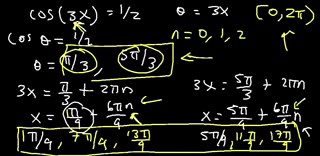 cos(3x) = 1/2   θ = 3x   [0, 2π)
cos θ = 1/2   n = 0, 1, 2
θ = π/3   5π/3
3x = π/3 + 2πn   3x = 5π/3 + 2πn
x = π/9 + 6π/9 n   x = 5π/9 + 6π/9 n
1π/9, 7π/9, 13π/9   5π/9, 11π/9, 17π/9